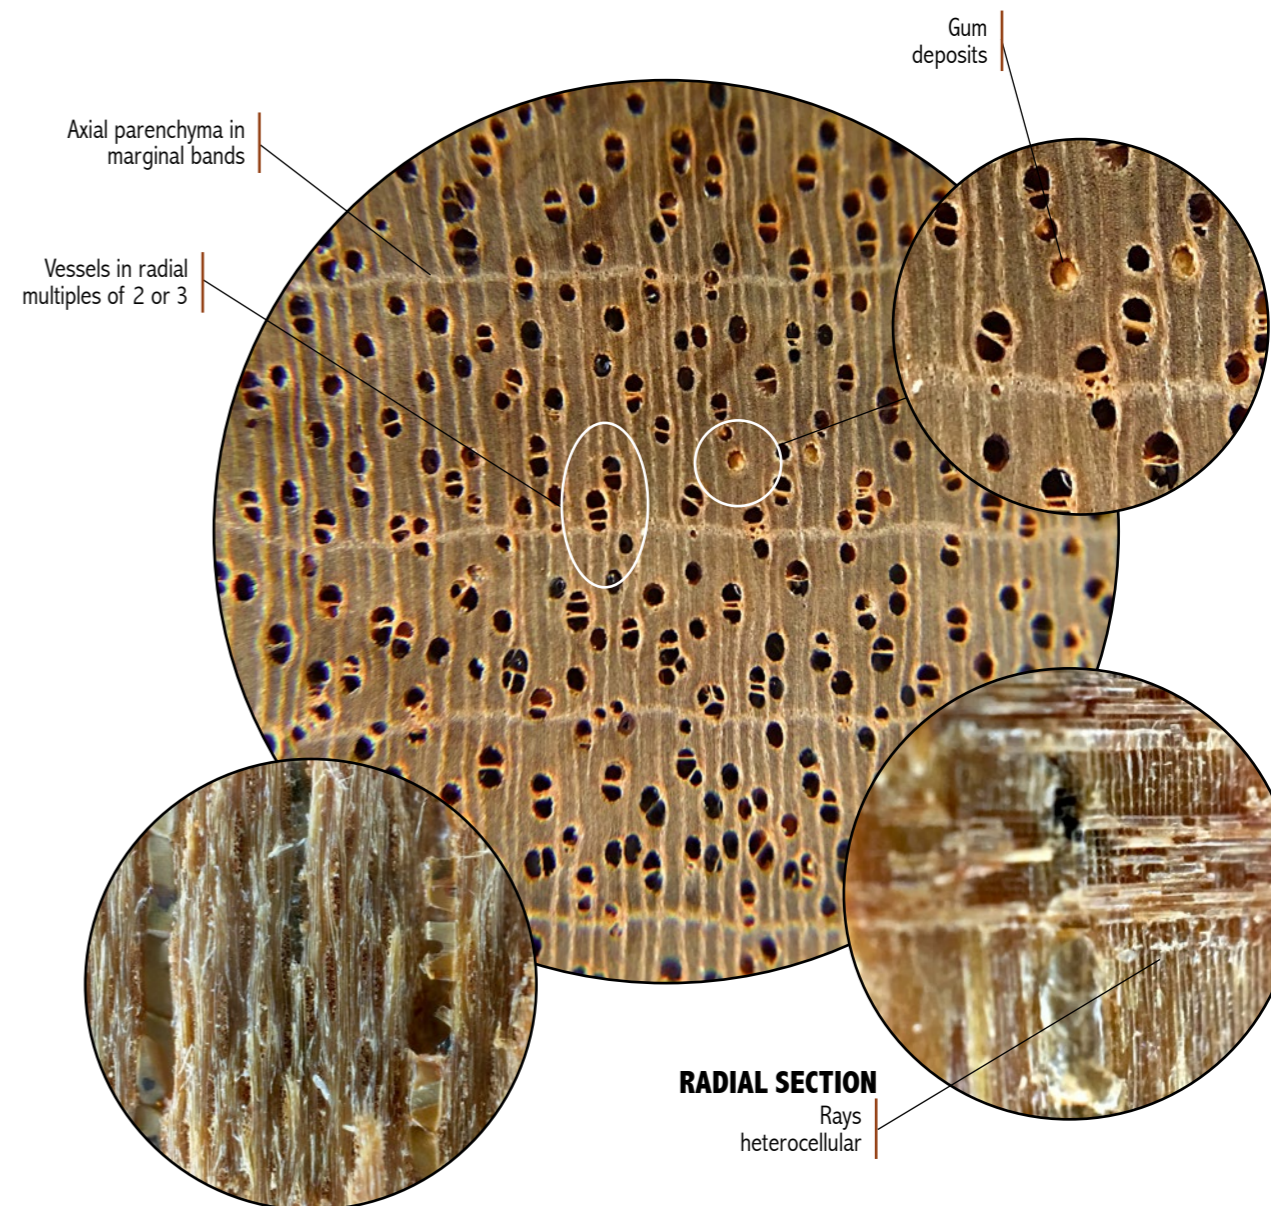 Gum
deposits
Axial parenchyma in
marginal bands
Vessels in radial
multiples of 2 or 3
RADIAL SECTION
Rays
heterocellular